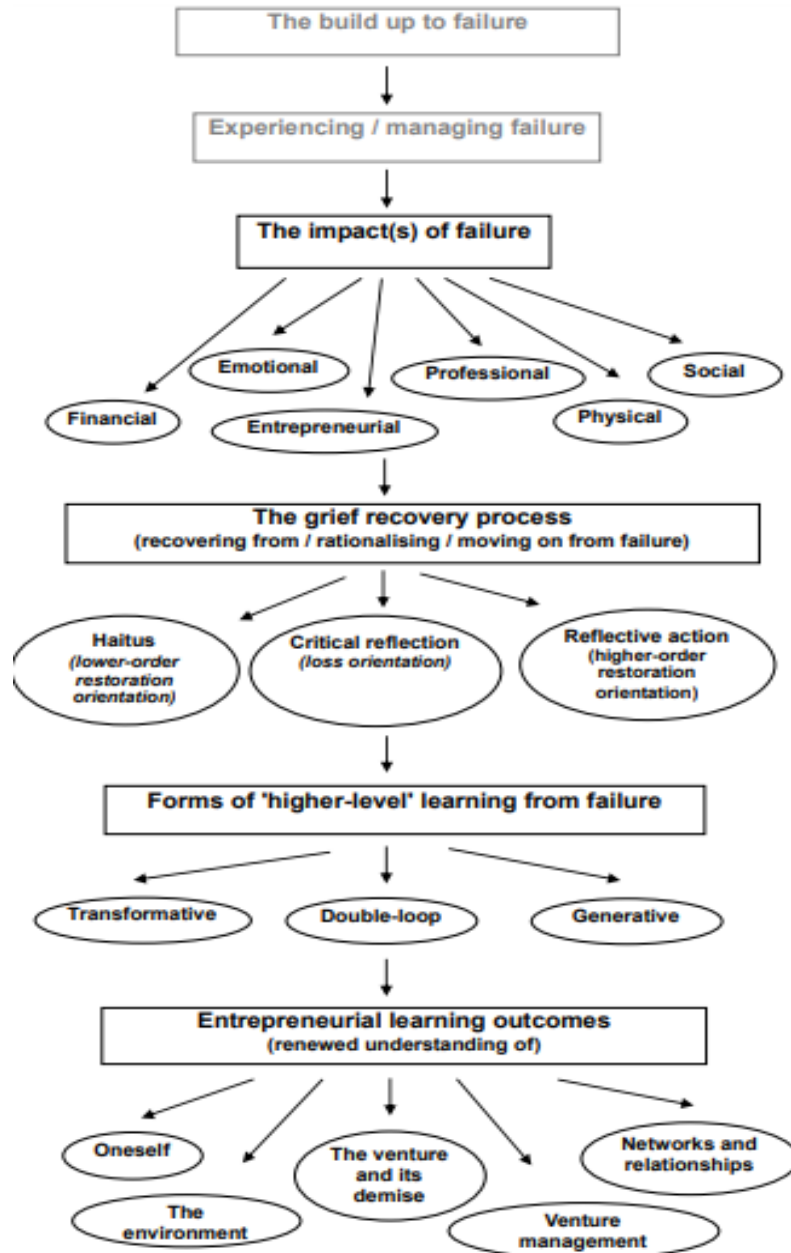 The build up to failure
Experiencing / managing failure
The impact(s) of failure
Emotional
Professional
Social
Financial
Entrepreneurial
Physical
The grief recovery process
(recovering from / rationalising / moving on from failure)
Haitus
(lower-order
restoration
orientation)
Critical reflection
(loss orientation)
Reflective action
(higher-order
restoration
orientation)
Forms of 'higher-level' learning from failure
Transformative
Double-loop
Generative
Entrepreneurial learning outcomes
(renewed understanding of)
Oneself
The
environment
The venture
and its
demise
Venture
management
Networks and
relationships